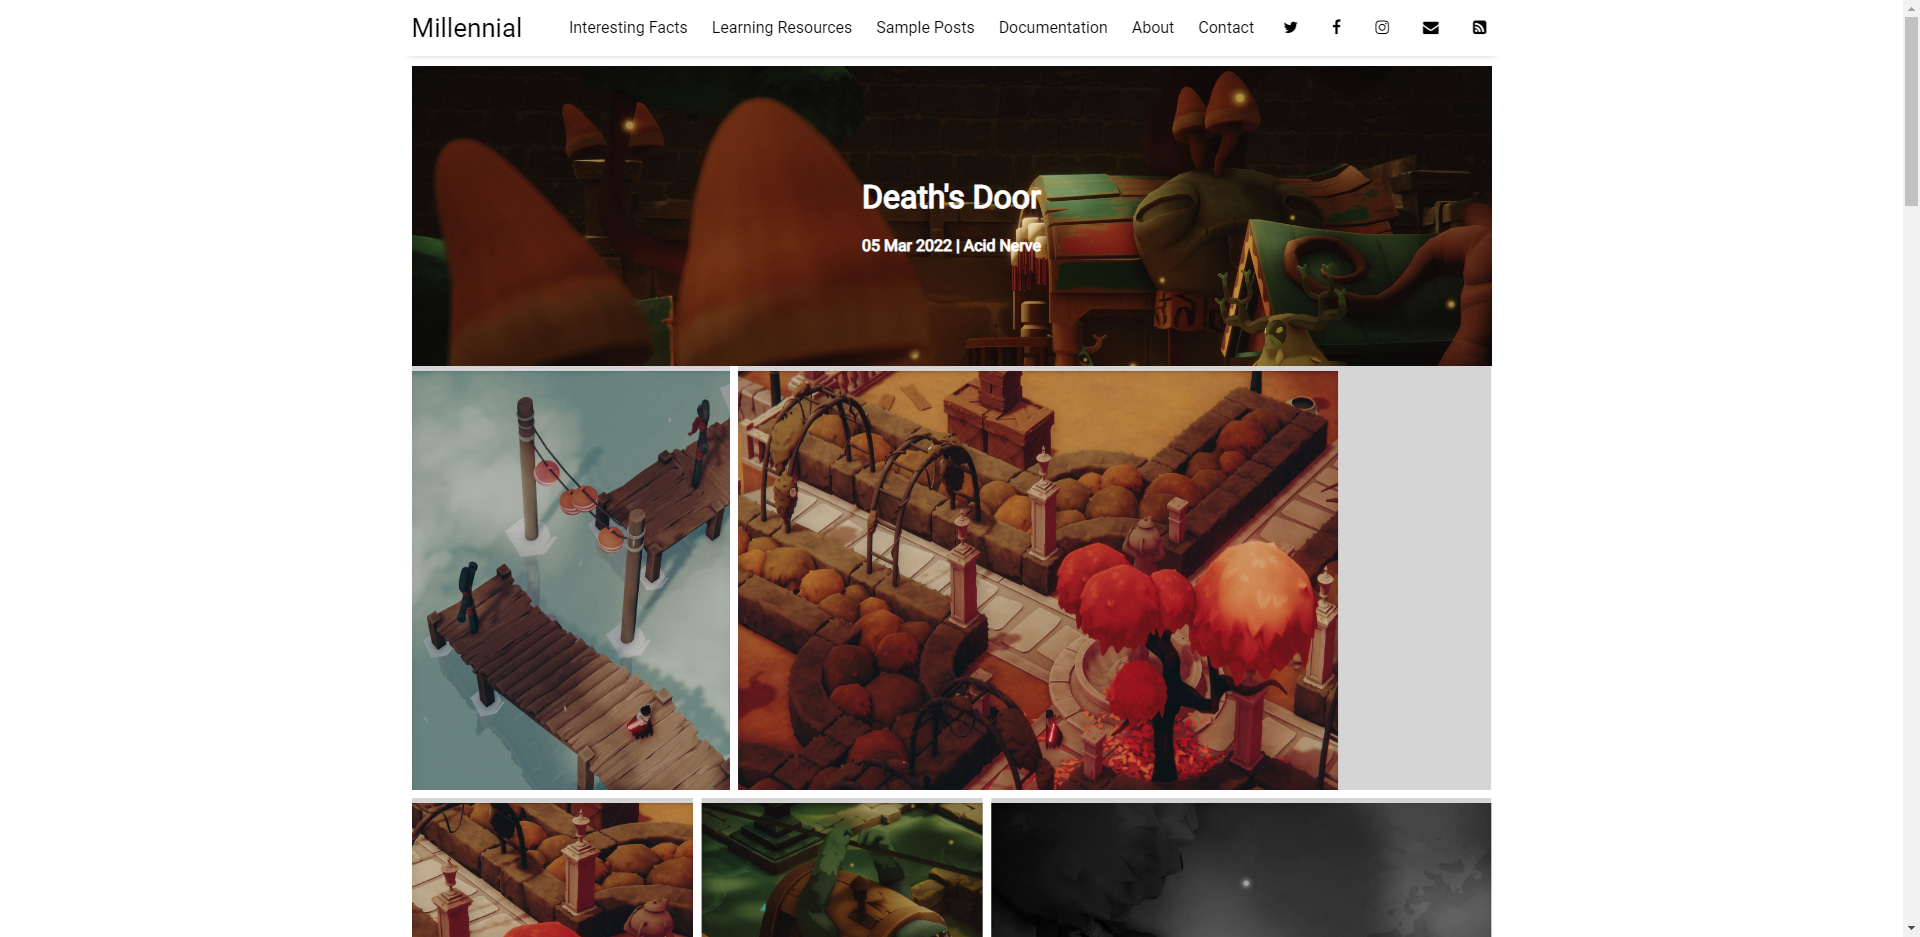 Millennial Interesting Facts Learning Resources Sample Posts Documentation About Contact
Death's Door
05 Mar 2022 | Acid Nerve